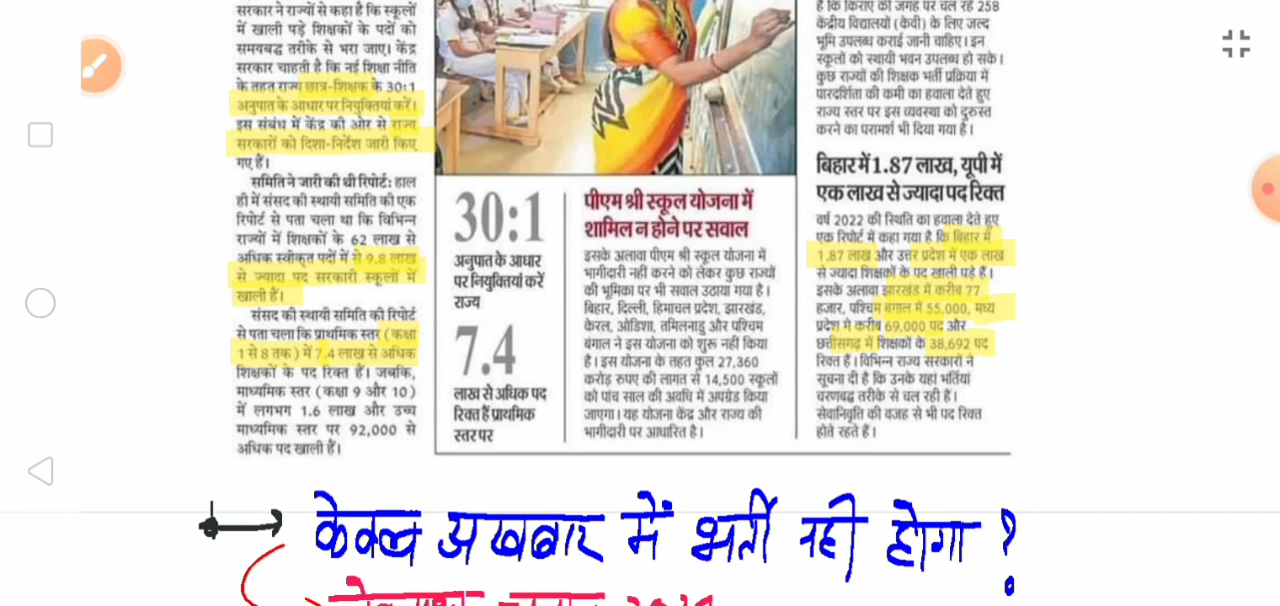 सरकार ने राज्यों से कहा है कि स्कूलों
में खाली पड़े शिक्षकों के पदों को
समयबद्ध तरीके से भरा जाए। केंद्र
सरकार चाहती है कि नई शिक्षा नीति
के तहत राज्य छात्र-शिक्षक के 30:1
अनुपात के आधार पर नियुक्तियां करें।
इस संबंध में केंद्र की ओर से राज्य
सरकारों को दिशा-निर्देश जारी किए
गए हैं।
समिति ने जारी की थी रिपोर्ट: हाल
ही में संसद की स्थायी समिति की एक
रिपोर्ट से पता चला था कि विभिन्न
राज्यों में शिक्षकों के 62 लाख से
अधिक स्वीकृत पदों में से 9.8 लाख
से ज्यादा पद सरकारी स्कूलों में
खाली हैं।
संसद की स्थायी समिति की रिपोर्ट
से पता चला कि प्राथमिक स्तर (कक्षा
1 से 8 तक) में 7.4 लाख से अधिक
शिक्षकों के पद रिक्त हैं। जबकि,
माध्यमिक स्तर (कक्षा 9 और 10)
में लगभग 1.6 लाख और उच्च
माध्यमिक स्तर पर 92,000 से
अधिक पद खाली हैं।
30:1
अनुपात के आधार
पर नियुक्तियां करें
राज्य
7.4
लाख से अधिक पद
रिक्त हैं प्राथमिक
स्तर पर
पीएम श्री स्कूल योजना में
शामिल न होने पर सवाल
इसके अलावा पीएम श्री स्कूल योजना में
भागीदारी नहीं करने को लेकर कुछ राज्यों
की भूमिका पर भी सवाल उठाया गया है।
बिहार, दिल्ली, हिमाचल प्रदेश, झारखंड,
केरल, ओडिशा, तमिलनाडु और पश्चिम
बंगाल ने इस योजना को शुरू नहीं किया
है। इस योजना के तहत कुल 27,360
करोड़ रुपए की लागत से 14,500 स्कूलों
को पांच साल की अवधि में अपग्रेड किया
जाएगा। यह योजना केंद्र और राज्य की
भागीदारी पर आधारित है।
है कि किराए की जगह पर चल रहे 258
केंद्रीय विद्यालयों (केवी) के लिए जल्द
भूमि उपलब्ध कराई जानी चाहिए। इन
स्कूलों को स्थायी भवन उपलब्ध हो सके।
कुछ राज्यों की शिक्षक भर्ती प्रक्रिया में
पारदर्शिता की कमी का हवाला देते हुए
राज्य स्तर पर इस व्यवस्था को दुरुस्त
करने का परामर्श भी दिया गया है।
बिहार में 1.87 लाख, यूपी में
एक लाख से ज्यादा पद रिक्त
वर्ष 2022 की स्थिति का हवाला देते हुए
एक रिपोर्ट में कहा गया है कि बिहार में
1.87 लाख और उत्तर प्रदेश में एक लाख
से ज्यादा शिक्षकों के पद खाली पड़े हैं।
इसके अलावा झारखंड में करीब 77
हजार, पश्चिम बंगाल में 55,000, मध्य
प्रदेश में करीब 69,000 पद और
छत्तीसगढ़ में शिक्षकों के 38,692 पद
रिक्त हैं। विभिन्न राज्य सरकारों ने
सूचना दी है कि उनके यहां भर्तियां
चरणबद्ध तरीके से चल रही हैं।
सेवानिवृत्ति की वजह से भी पद रिक्त
होते रहते हैं।
केवल अखबार में भर्ती रही होगा ?